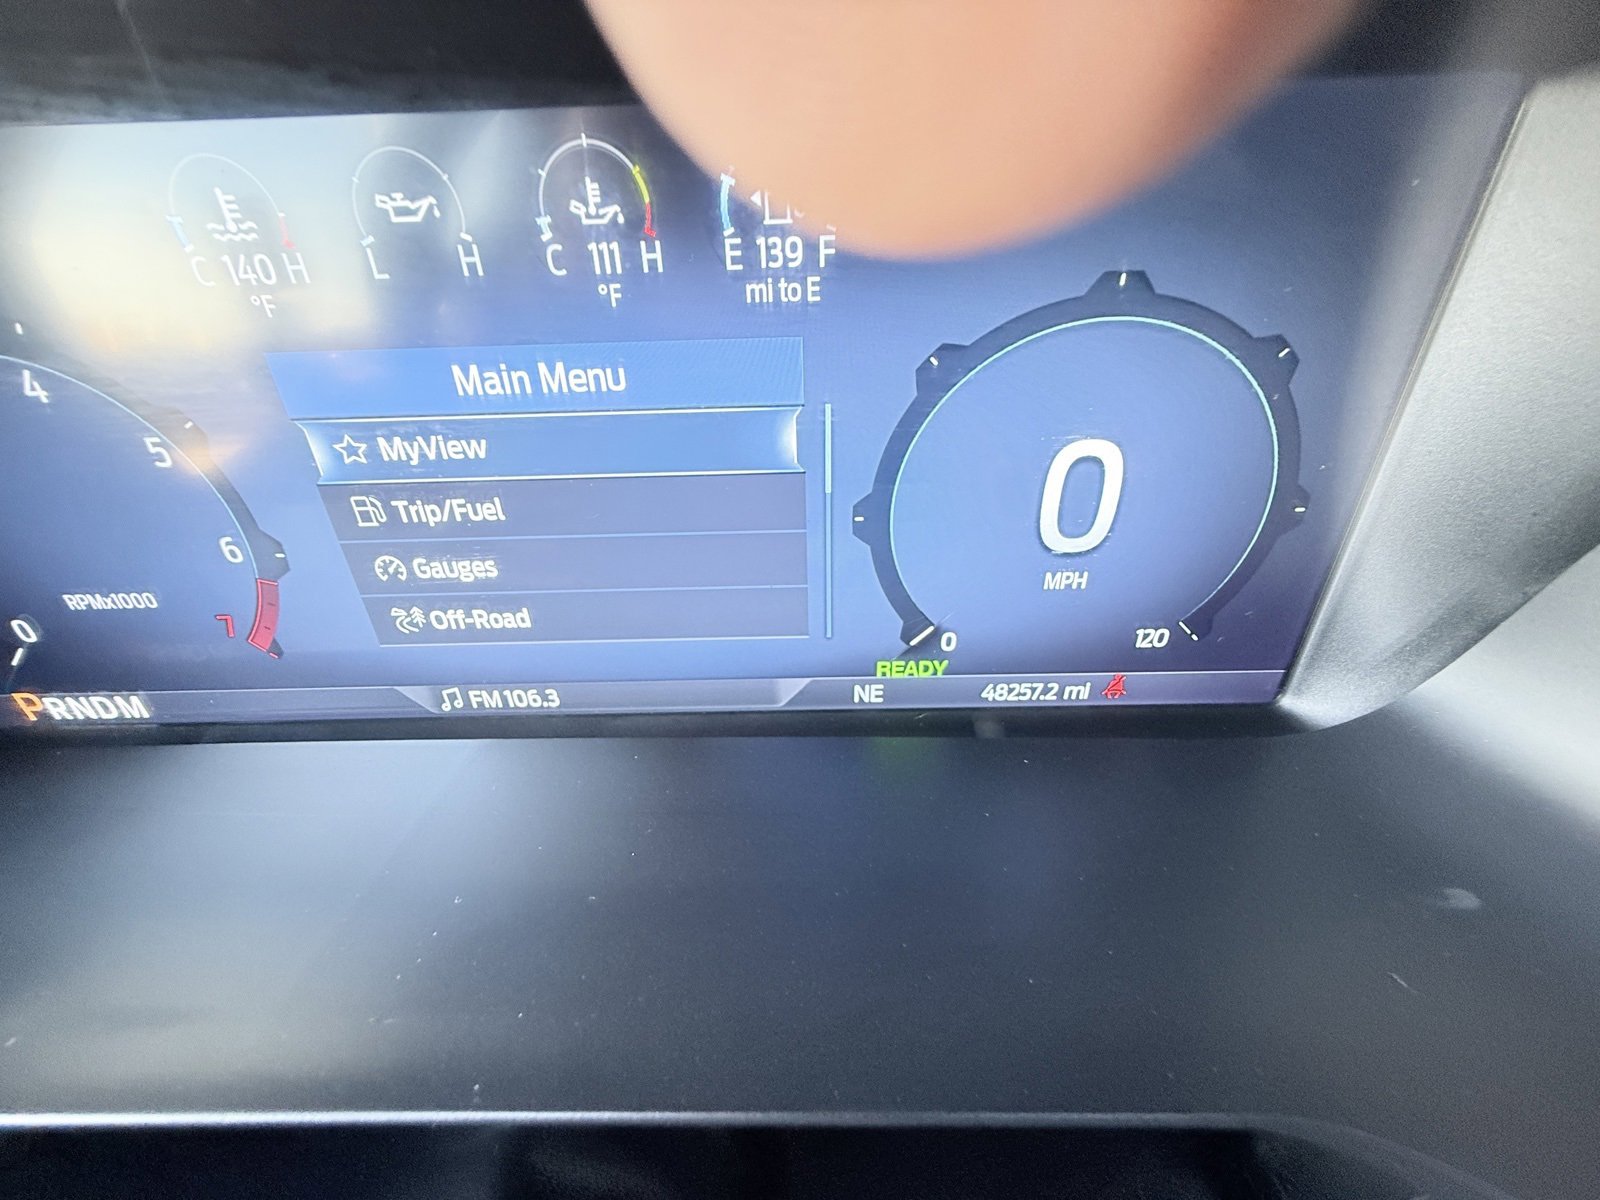 C 140 H
°F
L H
C 111 H
°F
E 139 F
mi to E
4
5
6
7
RPMx1000
0
Main Menu
MyView
Trip/Fuel
Gauges
Off-Road
0
MPH
0
120
READY
PRNDM
FM 106.3
NE
48257.2 mi